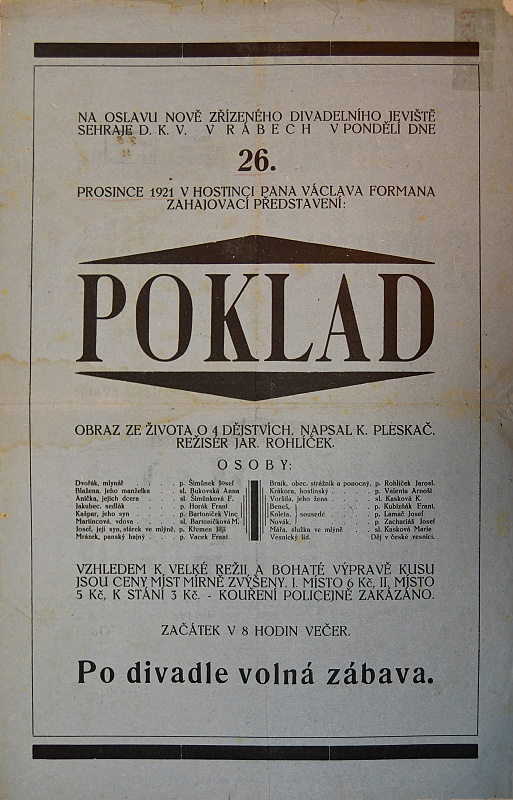 NA OSLAVU NOVĚ ZŘÍZENÉHO DIVADELNÍHO JEVIŠTĚ
SEHRAJE D. K. V. V RÁBECH V PONDĚLÍ DNE
26.
PROSINCE 1921 V HOSTINCI PANA VÁCLAVA FORMANA
ZAHAJOVACÍ PŘEDSTAVENÍ:
POKLAD
OBRAZ ZE ŽIVOTA O 4 DĚJSTVÍCH. NAPSAL K. PLESKAČ.
REŽISÉR JAR. ROHLÍČEK.
OSOBY:
Dvořák, mlynář . . . . p. Šimůnek Josef
Blažena, jeho manželka . . sl. Bukovská Anna
Anička, jejich dcera . . sl. Šimůnková F.
Jakubec, sedlák . . . p. Horák Frant
Kašpar, jeho syn . . . p. Bartoníček Vinc
Martincová, vdova . . . sl. Bartoníčková M.
Josef, její syn, stárek ve mlýně, p. Křemen Jiljí
Mrázek, panský hajný . . p. Vacek Frant
Brník, obec. strážník a ponocný, p. Rohlíček Jarosl.
Krákora, hostinský . . . . p. Valenta Arnošt
Voršila, jeho žena . . . . sl. Kasková K.
Beneš, p. Kubizňák Frant.
Koleta, sousedé . . . p. Lamač Josef
Novák, p. Zachariáš Josef
Mářa, služka ve mlýně . . sl. Kasková Marie
Vesnický lid. Děj v české vesnici.
VZHLEDEM K VELKÉ REŽII A BOHATÉ VÝPRAVĚ KUSU
JSOU CENY MÍST MÍRNĚ ZVÝŠENY. I. MÍSTO 6 Kč, II. MÍSTO
5 Kč, K STÁNÍ 3 Kč. - KOUŘENÍ POLICEJNĚ ZAKÁZÁNO.
ZAČÁTEK V 8 HODIN VEČER.
Po divadle volná zábava.